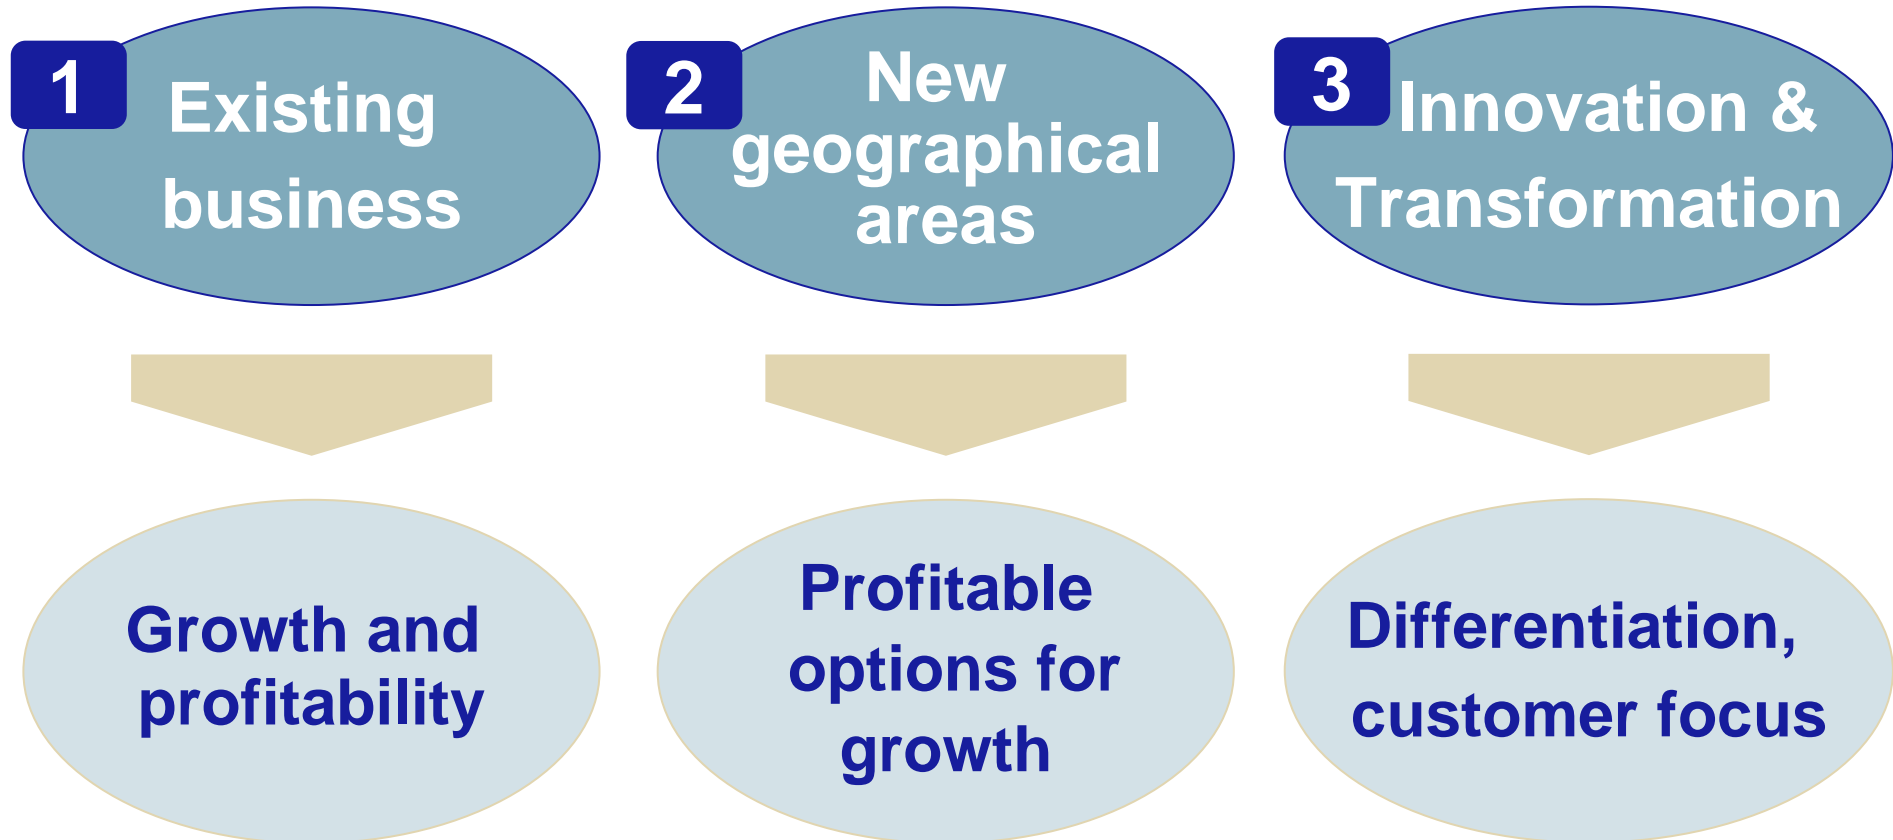 1
Existing
business
2
New
geographical
areas
3
Innovation &
Transformation
Growth and
profitability
Profitable
options for
growth
Differentiation,
customer focus